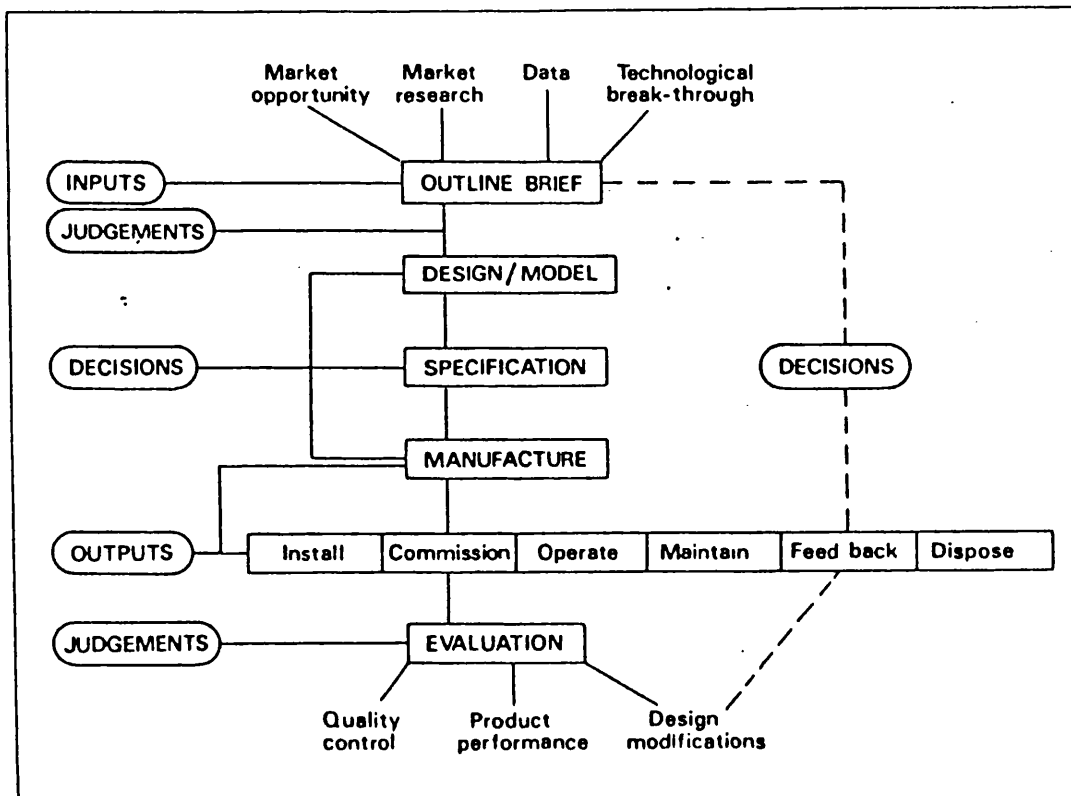 Market Market Data Technological
opportunity research break-through
INPUTS OUTLINE BRIEF
JUDGEMENTS
DESIGN/MODEL
DECISIONS SPECIFICATION DECISIONS
MANUFACTURE
OUTPUTS Install Commission Operate Maintain Feed back Dispose
JUDGEMENTS EVALUATION
Quality Product Design
control performance modifications